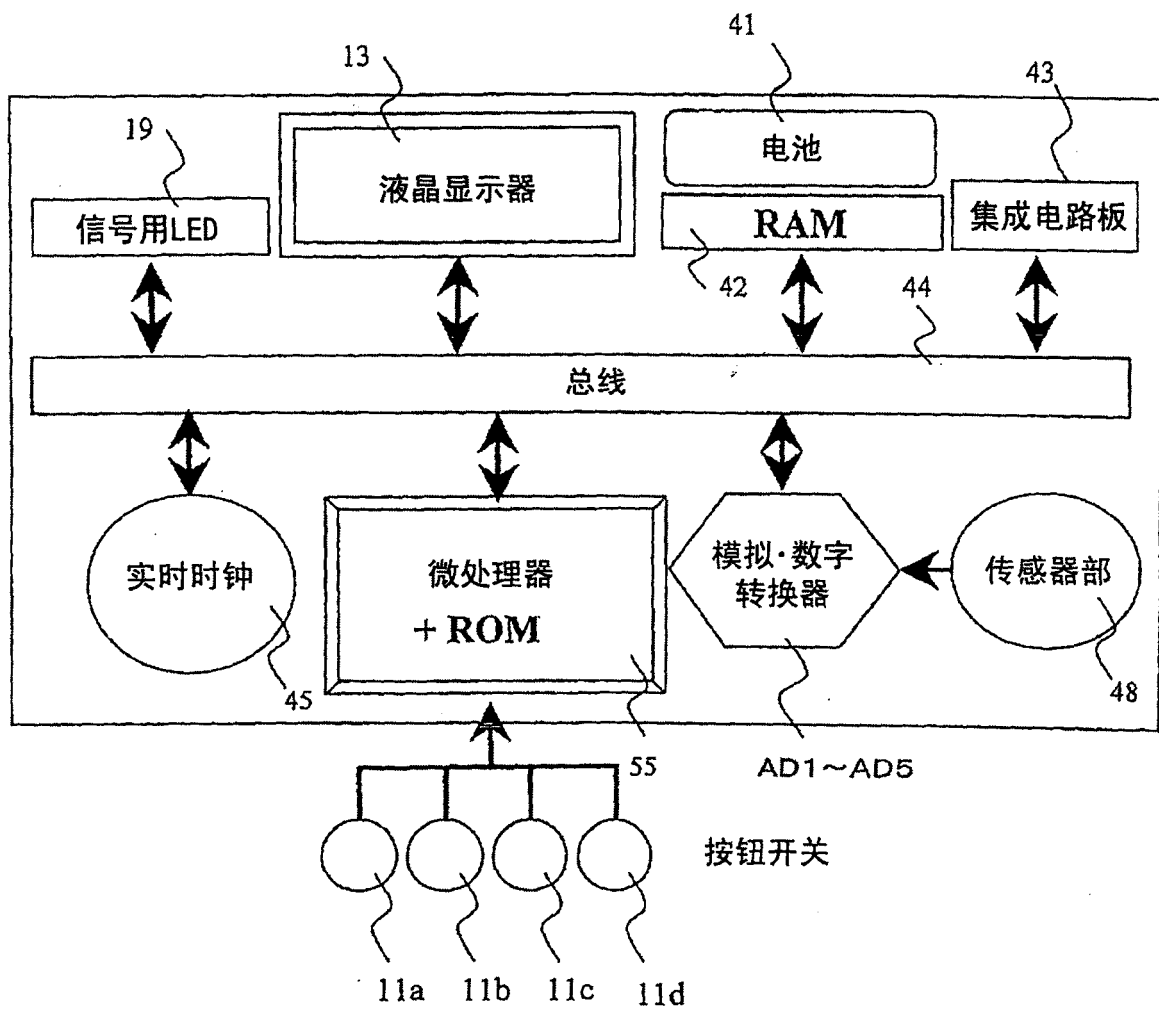 41
13
43
19
电池
液晶显示器
信号用LED
RAM
集成电路板
42
44
总线
实时时钟
微处理器
+ ROM
模拟·数字
转换器
传感器部
45
48
55
AD1～AD5
按钮开关
11a
11b
11c
11d